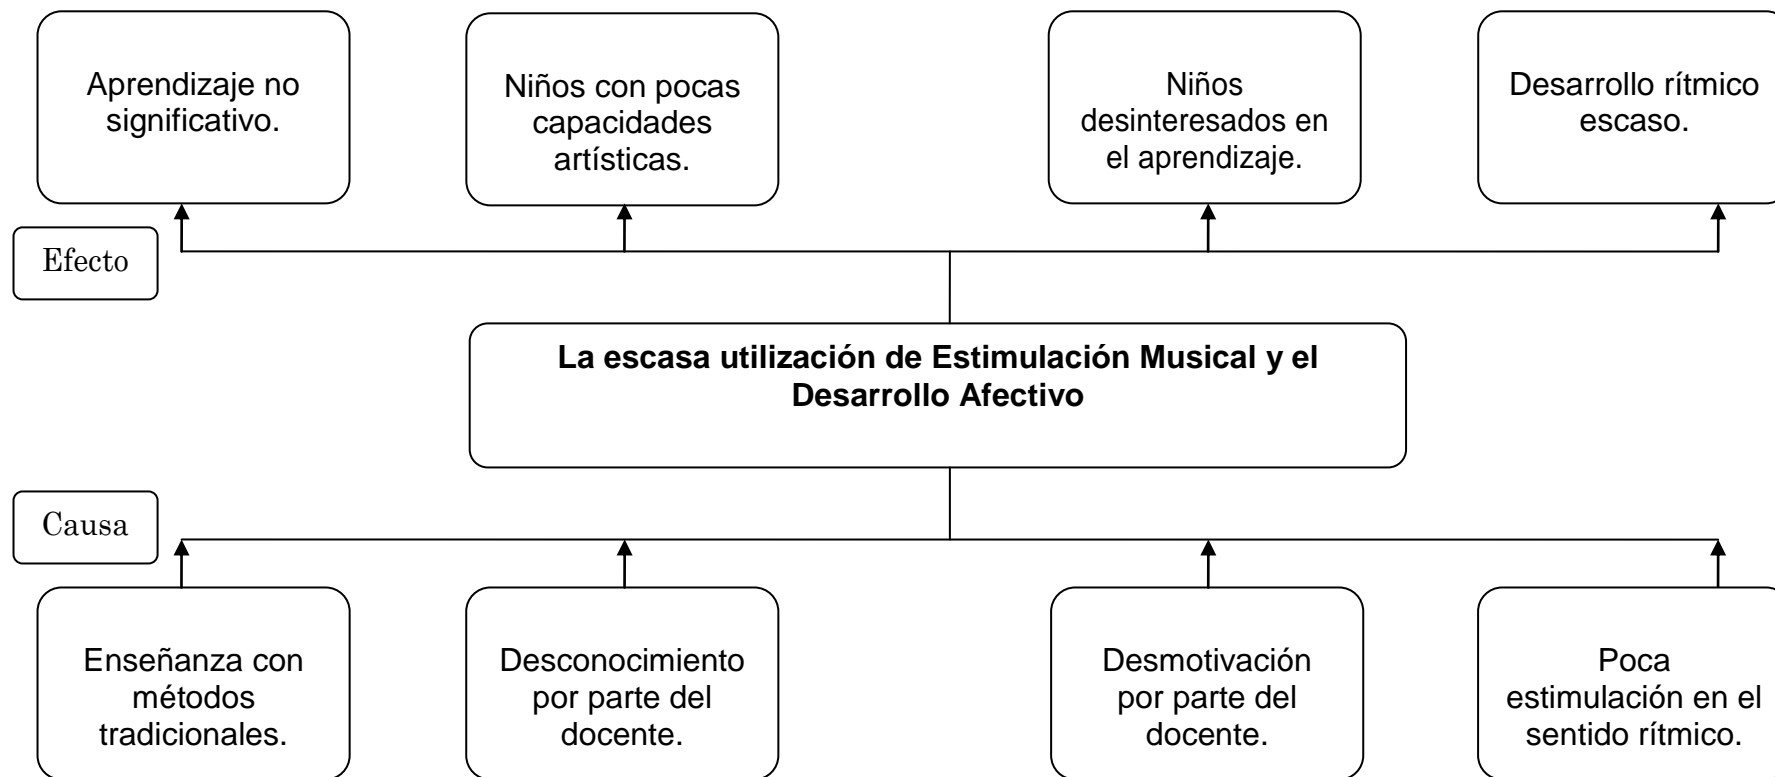 Aprendizaje no
significativo.
Niños con pocas
capacidades
artísticas.
Niños
desinteresados en
el aprendizaje.
Desarrollo rítmico
escaso.
Efecto
La escasa utilización de Estimulación Musical y el
Desarrollo Afectivo
Causa
Enseñanza con
métodos
tradicionales.
Desconocimiento
por parte del
docente.
Desmotivación
por parte del
docente.
Poca
estimulación en el
sentido rítmico.